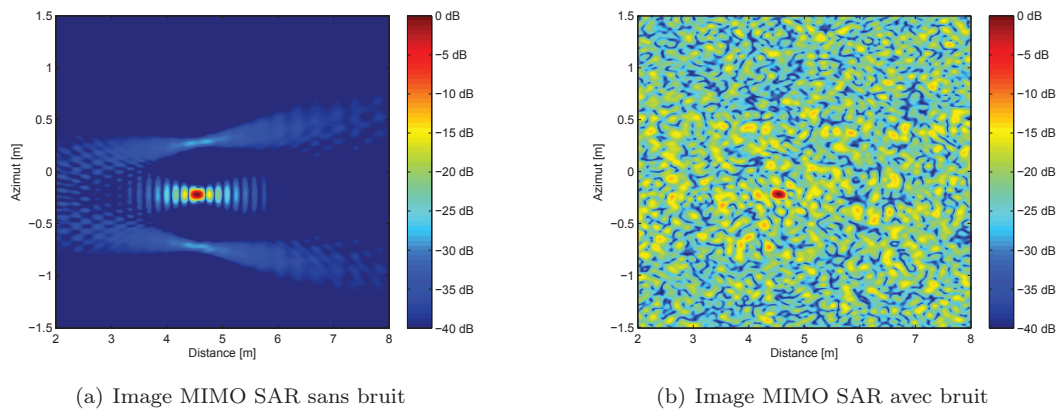 1.5
1
0.5
0
−0.5
−1
−1.5
Azimut [m]
2 3 4 5 6 7 8
Distance [m]
0 dB
−5 dB
−10 dB
−15 dB
−20 dB
−25 dB
−30 dB
−35 dB
−40 dB
(a) Image MIMO SAR sans bruit
1.5
1
0.5
0
−0.5
−1
−1.5
Azimut [m]
2 3 4 5 6 7 8
Distance [m]
0 dB
−5 dB
−10 dB
−15 dB
−20 dB
−25 dB
−30 dB
−35 dB
−40 dB
(b) Image MIMO SAR avec bruit